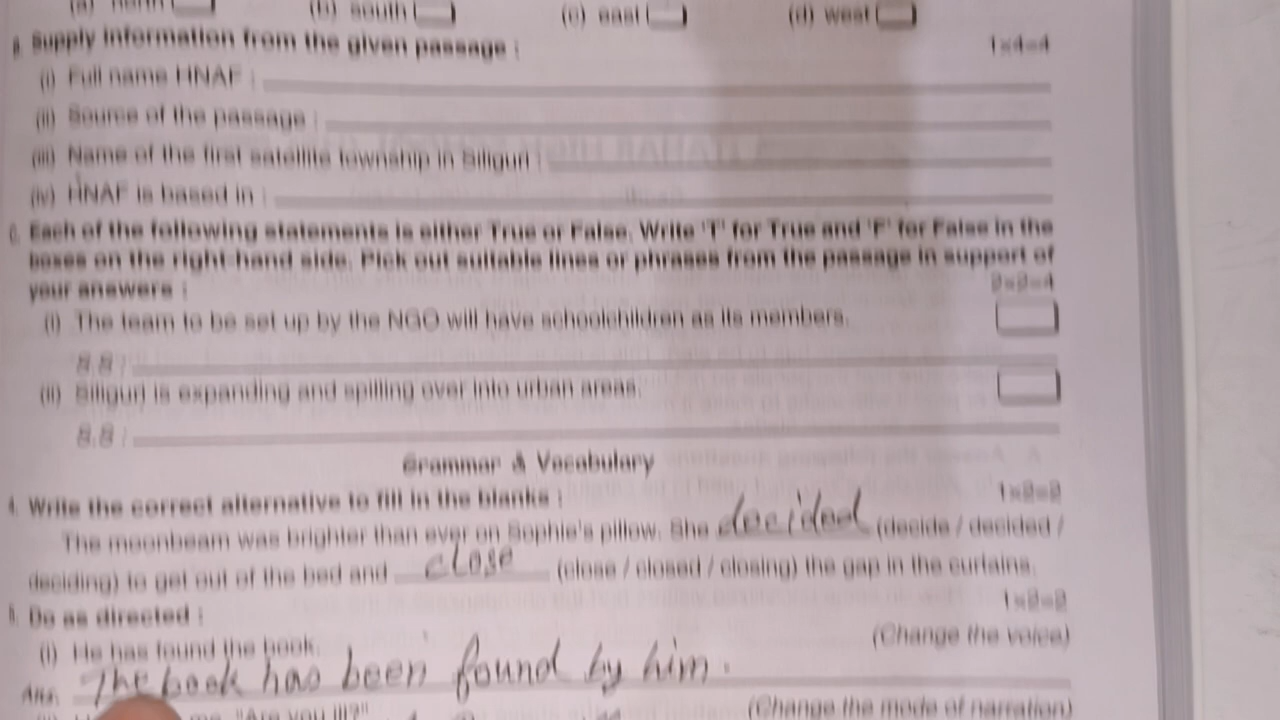 (a) north (b) south (c) east (d) west
B. Supply information from the given passage : 1×4=4
(i) Full name HNAF :
(ii) Source of the passage :
(iii) Name of the first satellite township in Siliguri :
(iv) HNAF is based in :
C. Each of the following statements is either True or False. Write 'T' for True and 'F' for False in the
boxes on the right-hand side. Pick out suitable lines or phrases from the passage in support of
your answers : 2×2=4
(i) The team to be set up by the NGO will have schoolchildren as its members.
S.S :
(ii) Siliguri is expanding and spilling over into urban areas.
S.S :
Grammar & Vocabulary
4. Write the correct alternative to fill in the blanks : 1×2=2
The moonbeam was brighter than ever on Sophie's pillow. She decided (decide / decided /
deciding) to get out of the bed and close (close / closed / closing) the gap in the curtains.
5. Do as directed : 1×2=2
(i) He has found the book. (Change the voice)
Ans. The book has been found by him.
me, "Are you ill?" (Change the mode of narration)